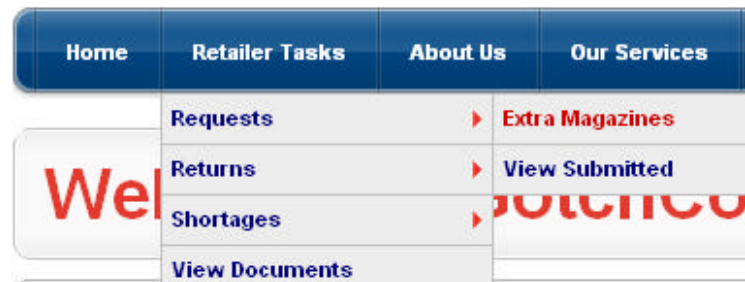 Home Retailer Tasks About Us Our Services
Requests Extra Magazines
Returns View Submitted
Shortages
View Documents